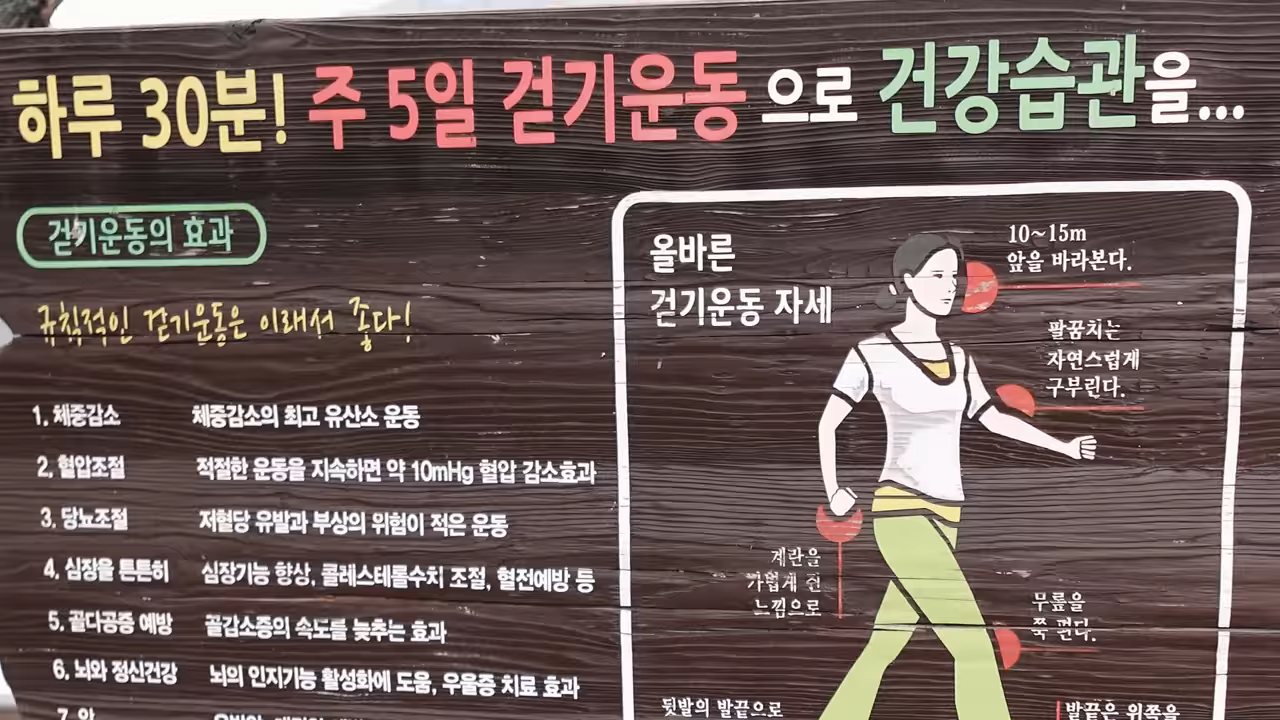 하루 30분! 주 5일 걷기운동으로 건강습관을...
걷기운동의 효과
규칙적인 걷기운동은 이래서 좋다!
1. 체중감소 체중감소의 최고 유산소 운동
2. 혈압조절 적절한 운동을 지속하면 약 10mHg 혈압 감소효과
3. 당뇨조절 저혈당 유발과 부상의 위험이 적은 운동
4. 심장을 튼튼히 심장기능 향상, 콜레스테롤수치 조절, 혈전예방 등
5. 골다공증 예방 골감소증의 속도를 늦추는 효과
6. 뇌와 정신건강 뇌의 인지기능 활성화에 도움, 우울증 치료 효과
7. 암
올바른
걷기운동 자세
10~15m
앞을 바라본다.
팔꿈치는
자연스럽게
구부린다.
계란을
가볍게 쥔
느낌으로
무릎을
쭉 편다.
뒷발의 발끝으로
발끝은 위쪽을